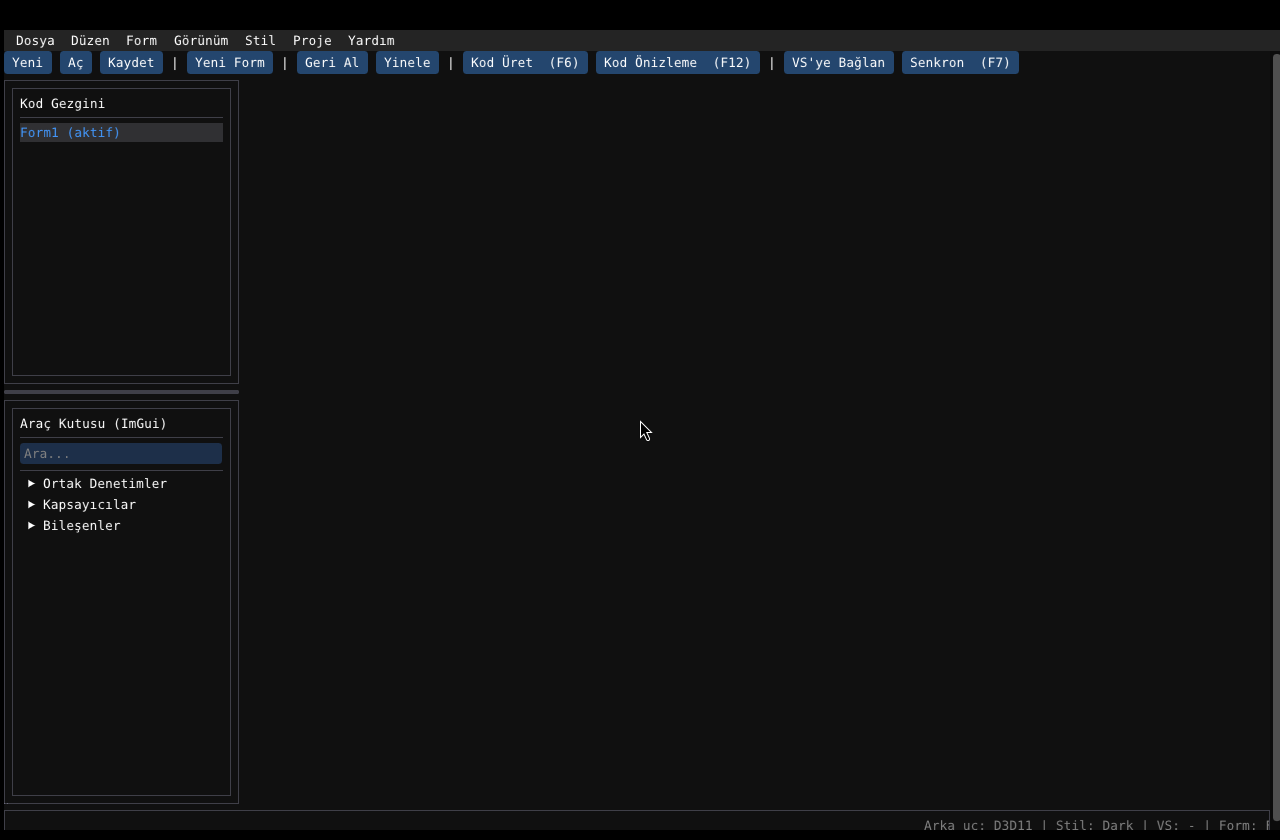 Dosya Düzen Form Görünüm Stil Proje Yardım
Yeni Aç Kaydet | Yeni Form | Geri Al Yinele | Kod Üret (F6) Kod Önizleme (F12) | VS'ye Bağlan Senkron (F7)
Kod Gezgini
Form1 (aktif)
Araç Kutusu (ImGui)
Ara...
Ortak Denetimler
Kapsayıcılar
Bileşenler
Arka uc: D3D11 | Stil: Dark | VS: - | Form: